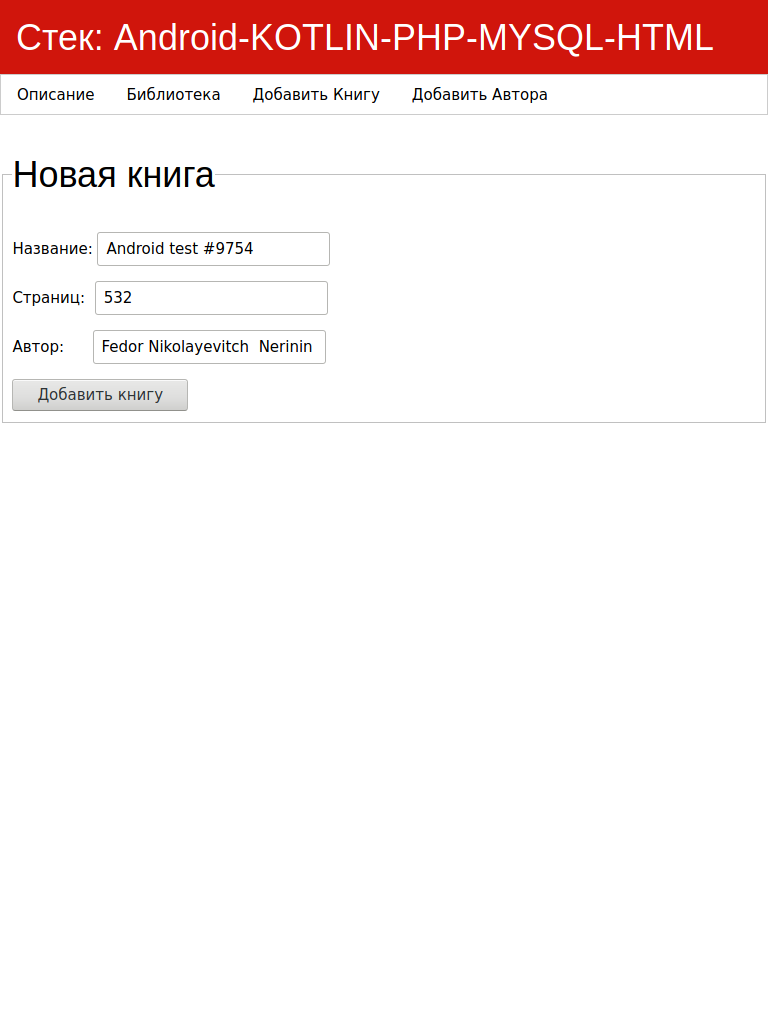 Стек: Android-KOTLIN-PHP-MYSQL-HTML
Описание Библиотека Добавить Книгу Добавить Автора
Новая книга
Название: Android test #9754
Страниц: 532
Автор: Fedor Nikolayevitch  Nerinin
Добавить книгу